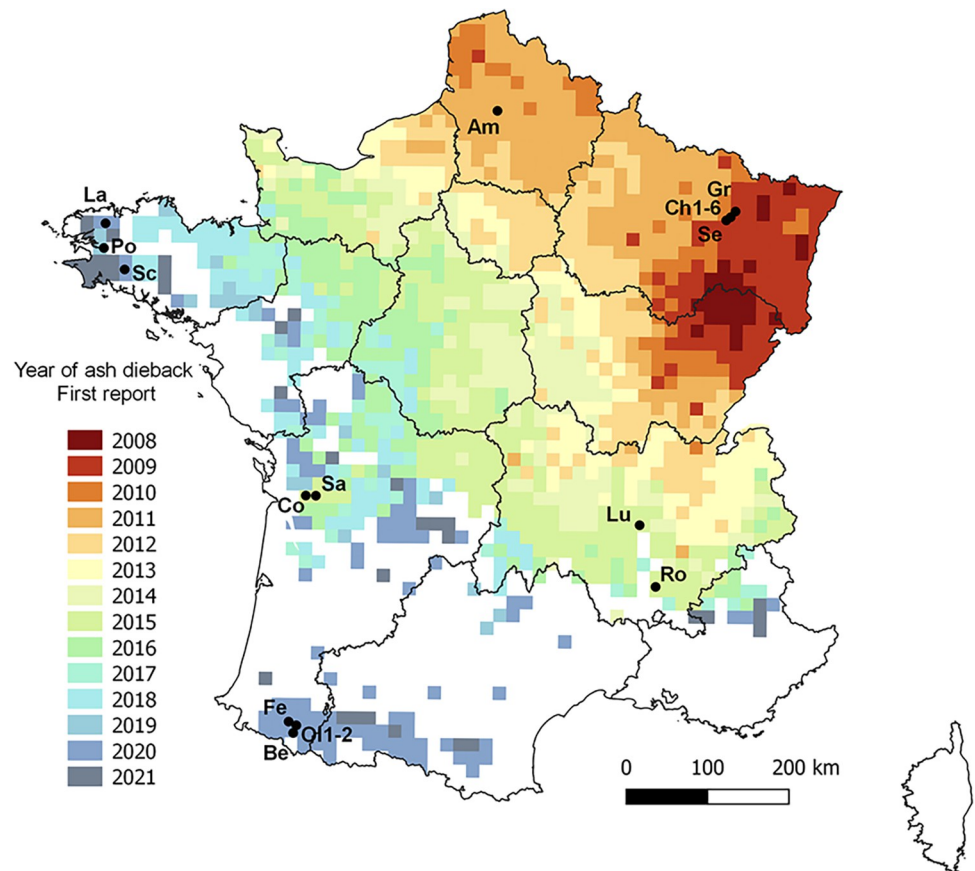 Am
Gr
Ch1-6
Se
La
Po
Sc
Year of ash dieback
First report
2008
2009
2010
2011
2012
2013
2014
2015
2016
2017
2018
2019
2020
2021
Sa
Co
Lu
Ro
Fe
Ol1-2
Be
0 100 200 km